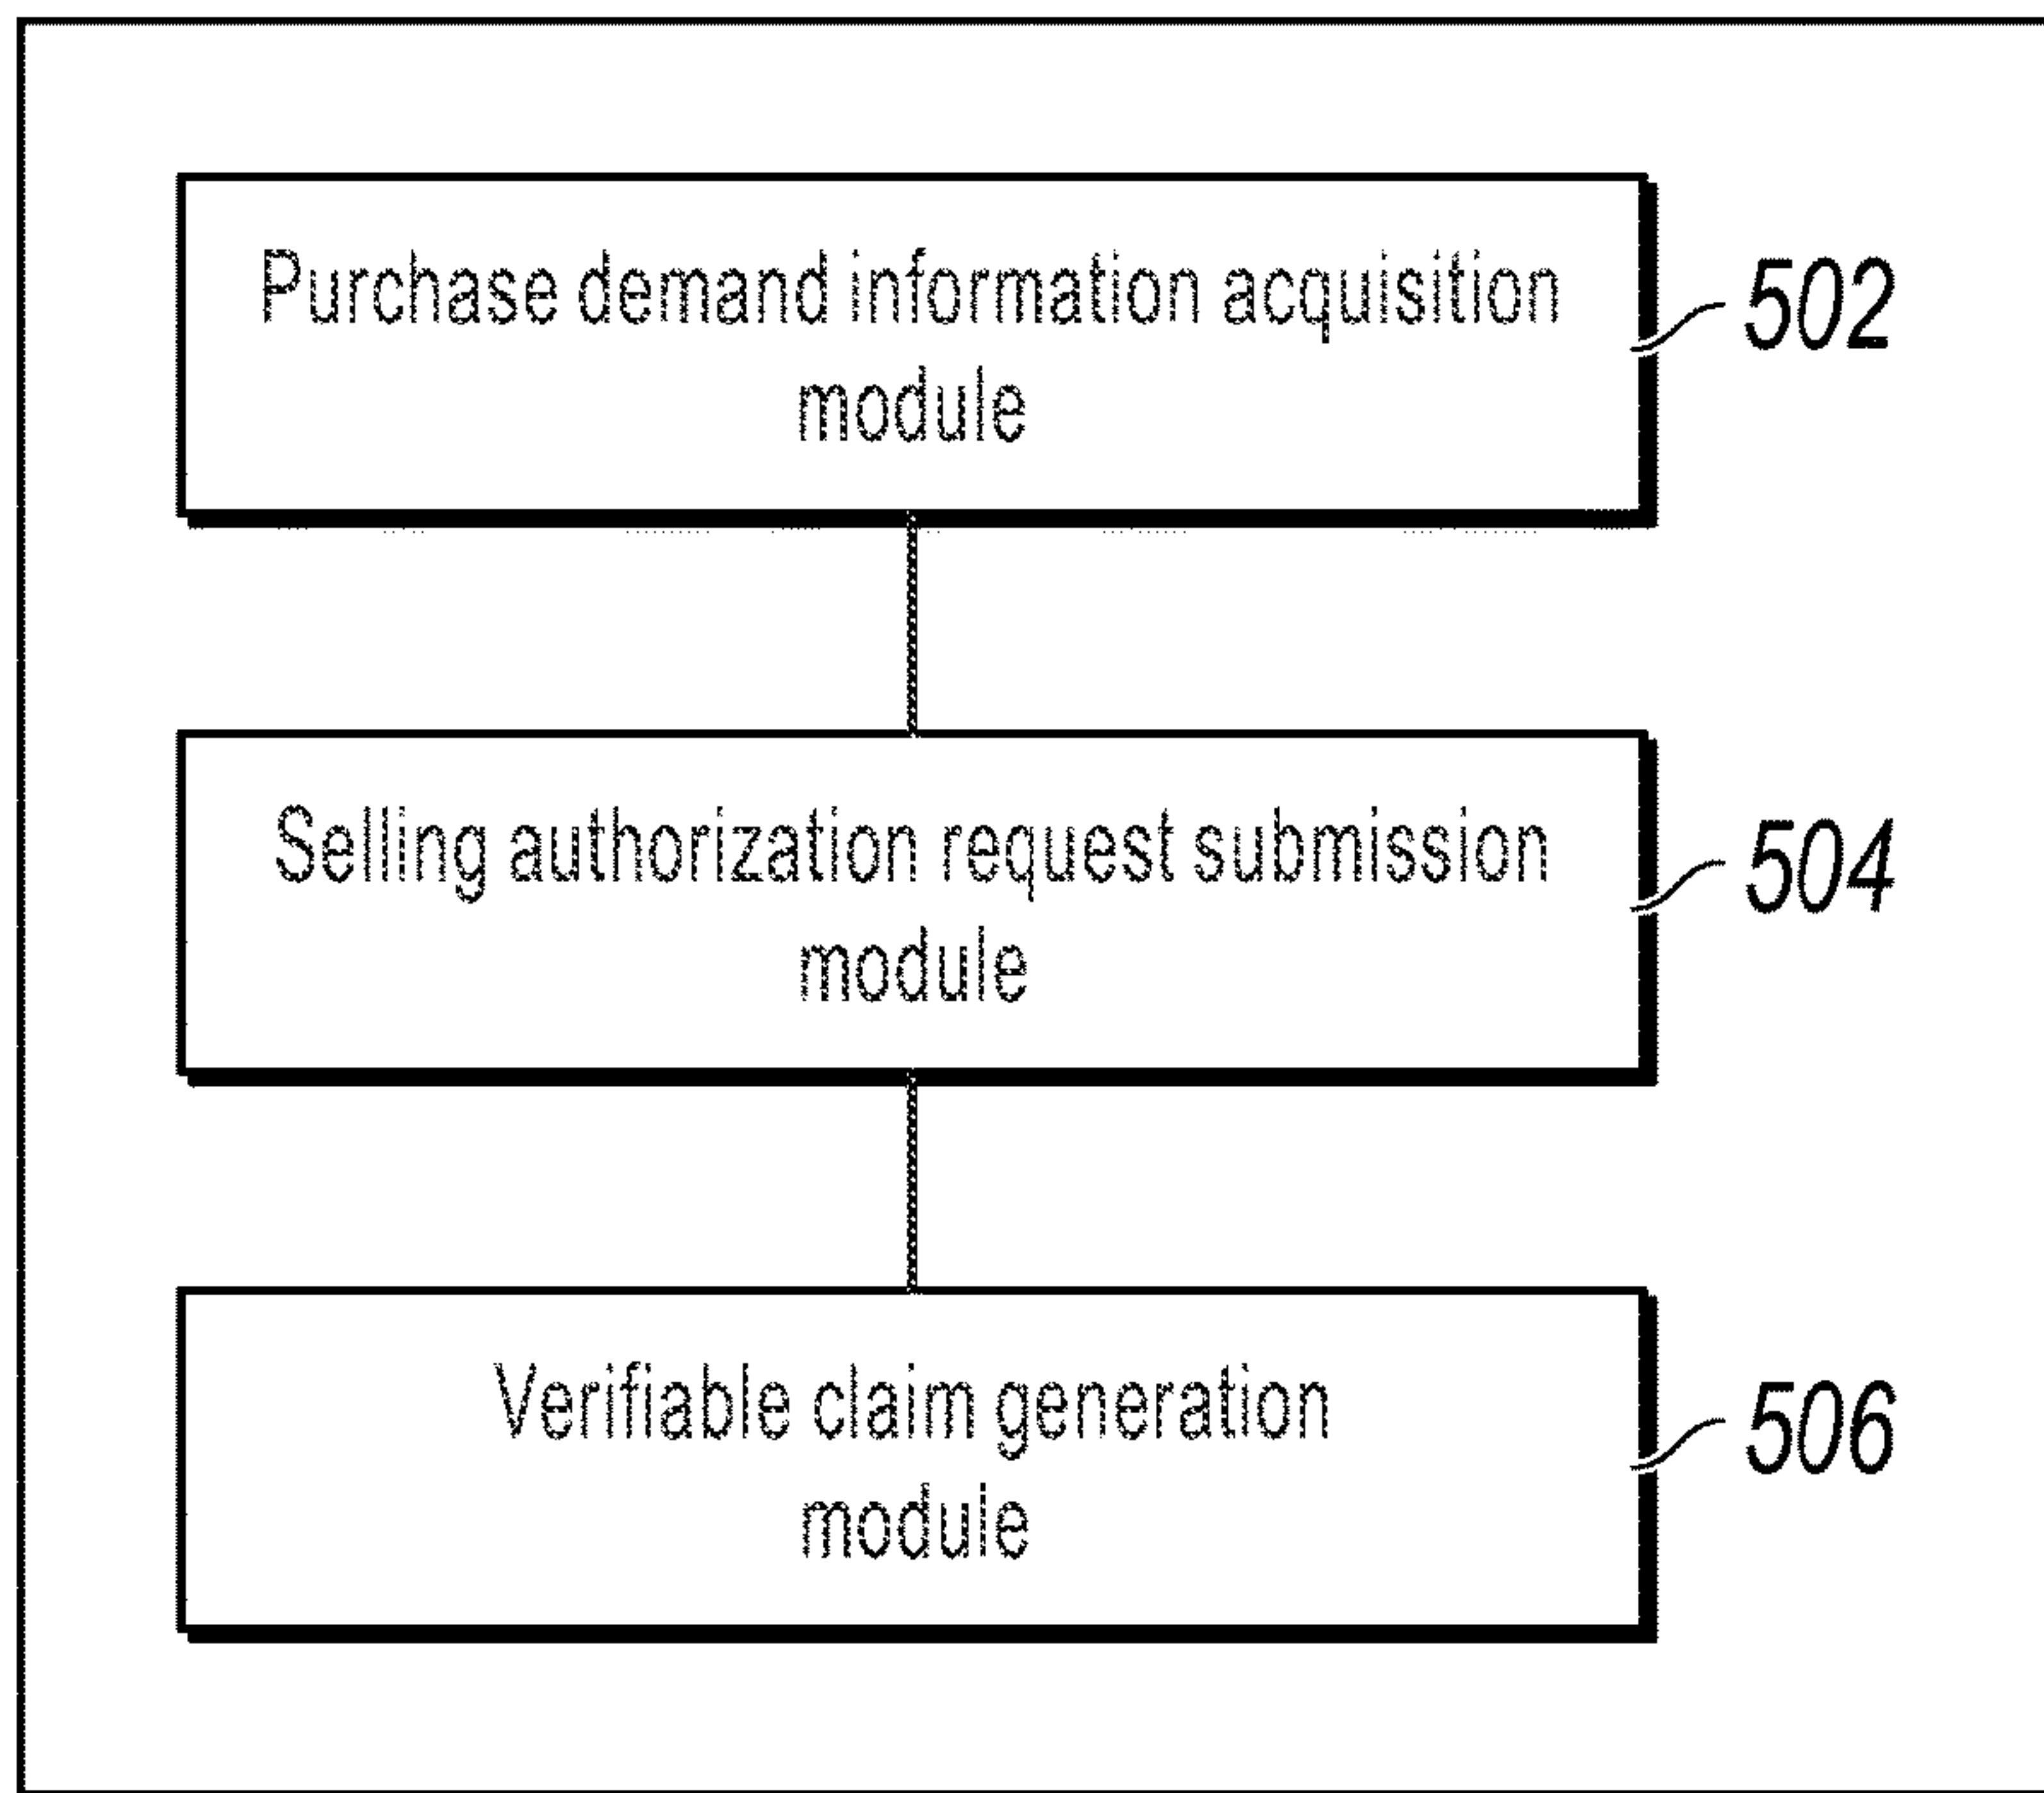 Purchase demand information acquisition
module
502
Selling authorization request submission
module
504
Verifiable claim generation
module
506